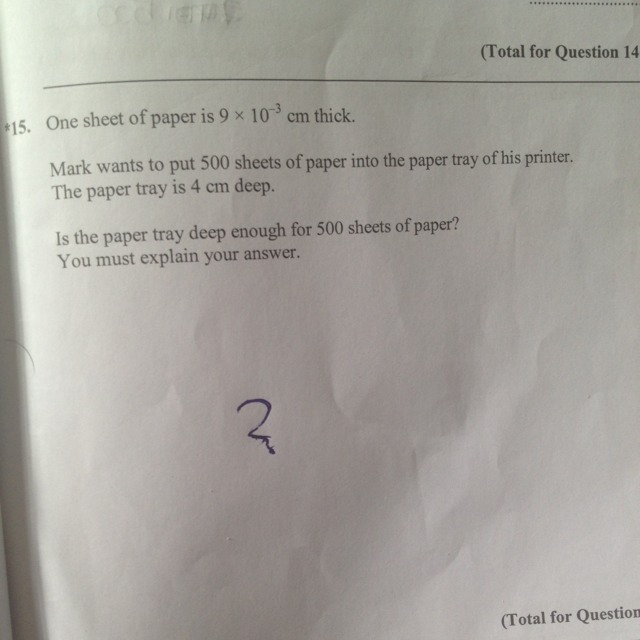 (Total for Question 14
*15. One sheet of paper is 9 × 10⁻³ cm thick.
Mark wants to put 500 sheets of paper into the paper tray of his printer.
The paper tray is 4 cm deep.
Is the paper tray deep enough for 500 sheets of paper?
You must explain your answer.
?
(Total for Question